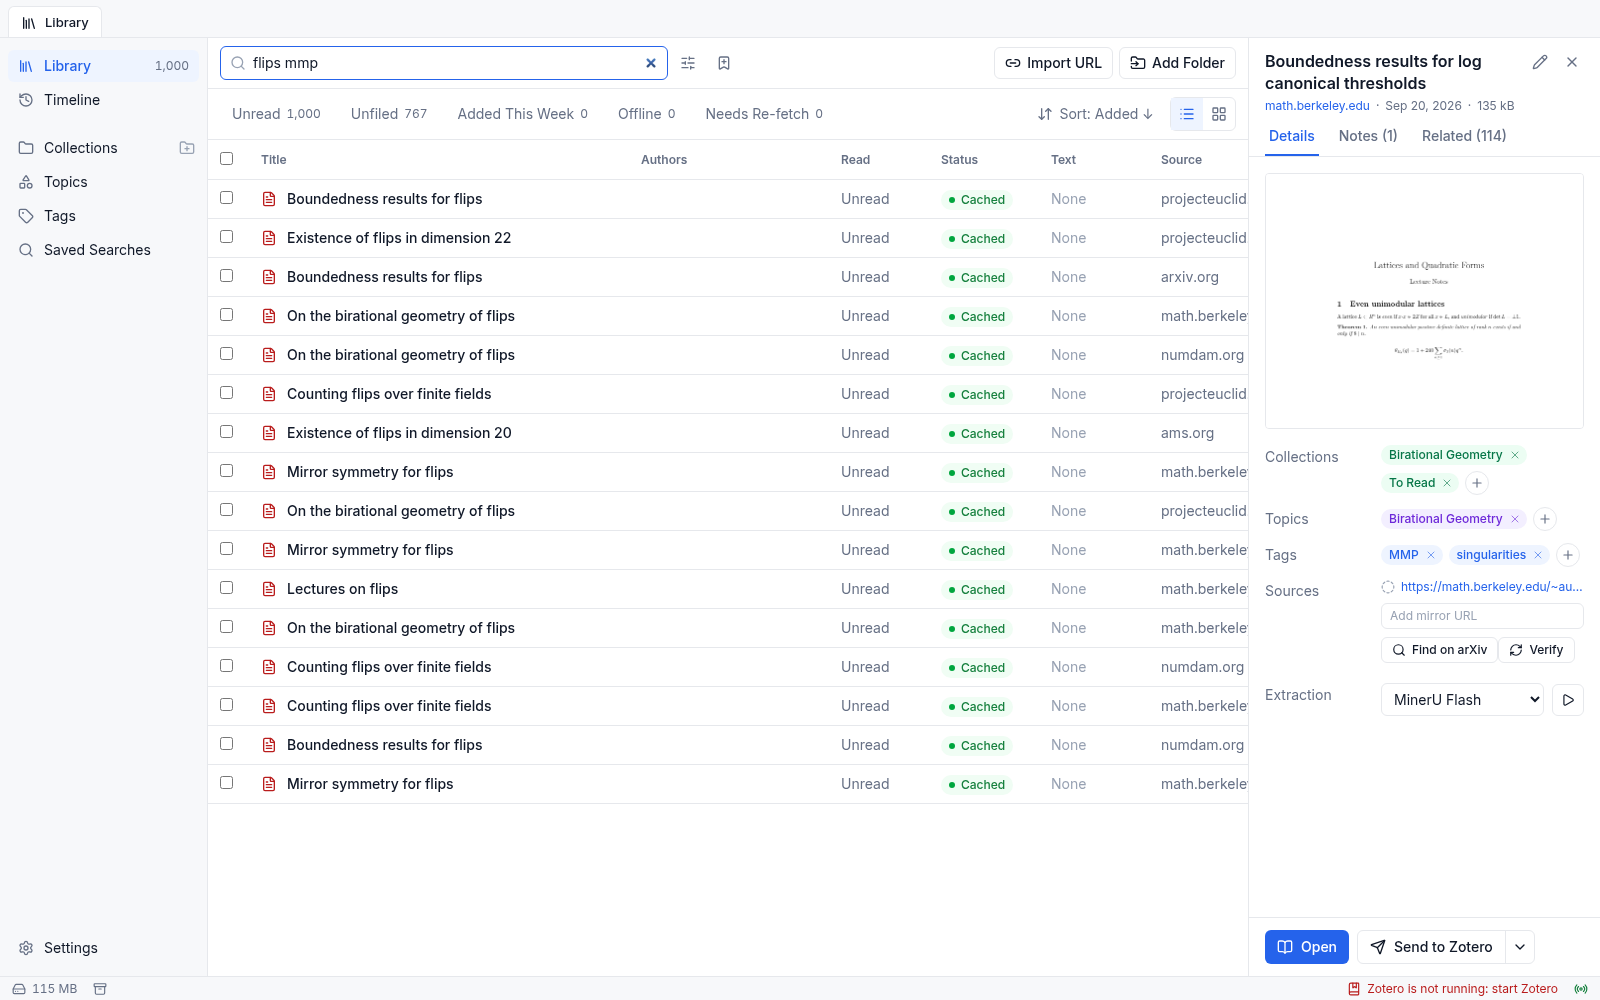 Library
Library 1,000
Timeline
Collections
Topics
Tags
Saved Searches
Settings
flips mmp
Import URL
Add Folder
Unread 1,000
Unfiled 767
Added This Week 0
Offline 0
Needs Re-fetch 0
Sort: Added
Title Authors Read Status Text Source
Boundedness results for flips Unread Cached None projecteuclid
Existence of flips in dimension 22 Unread Cached None projecteuclid
Boundedness results for flips Unread Cached None arxiv.org
On the birational geometry of flips Unread Cached None math.berkeley
On the birational geometry of flips Unread Cached None numdam.org
Counting flips over finite fields Unread Cached None projecteuclid
Existence of flips in dimension 20 Unread Cached None ams.org
Mirror symmetry for flips Unread Cached None math.berkeley
On the birational geometry of flips Unread Cached None projecteuclid
Mirror symmetry for flips Unread Cached None math.berkeley
Lectures on flips Unread Cached None math.berkeley
On the birational geometry of flips Unread Cached None math.berkeley
Counting flips over finite fields Unread Cached None numdam.org
Counting flips over finite fields Unread Cached None math.berkeley
Boundedness results for flips Unread Cached None numdam.org
Mirror symmetry for flips Unread Cached None math.berkeley
Boundedness results for log
canonical thresholds
math.berkeley.edu · Sep 20, 2026 · 135 kB
Details Notes (1) Related (114)
Lattices and Quadratic Forms
Lecture Notes
1 Even unimodular lattices
Collections Birational Geometry
To Read
Topics Birational Geometry
Tags MMP singularities
Sources https://math.berkeley.edu/~au...
Add mirror URL
Find on arXiv Verify
Extraction MinerU Flash
Open Send to Zotero
115 MB
Zotero is not running: start Zotero